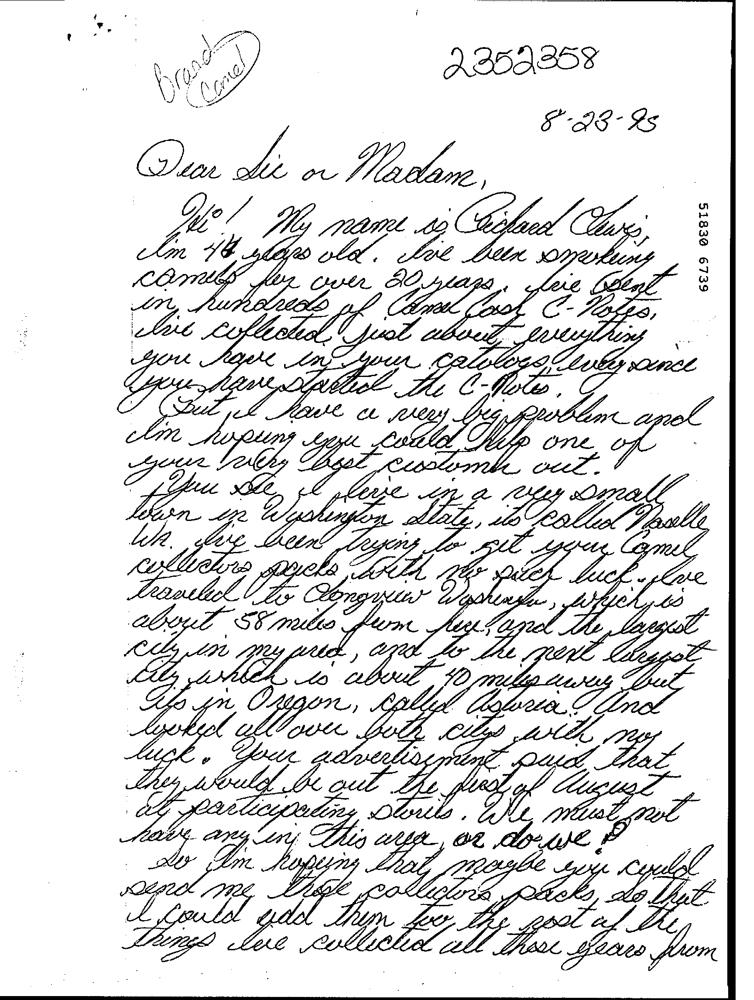 Brand
Camel
2352358
8-23-93
Dear Sir or Madam,
Hi! My name is Richard
I'm 44 years old. I've been smoking
camels for over 20 years. I've sent
in hundreds of Camel Cash C-Notes,
I've collected just about everything
you have in your catalogs, every since
you have started the C-Notes.
But, I have a very big problem and
I'm hopeing you could help one of
your very best customer out.
You see, I live in a very small
town in Washington State, its called Naselle
Wa. I've been trying to get your Camel
collectors packs with no such luck. I've
traveled to Longview Washington, which is
about 58 miles from here, and the largest
city in my area, and to the next largest
city which is about 40 miles away but
its in Oregon, called Astoria. And
looked all over both citys with no
luck. Your advertisement said that
they would be out the first of August
at participating stores. We must not
have any in this area, or do we?
So I'm hopeing that maybe you could
send me those collectors packs, so that
I could add them too the rest of the
things I've collected all these years from
51830 6739